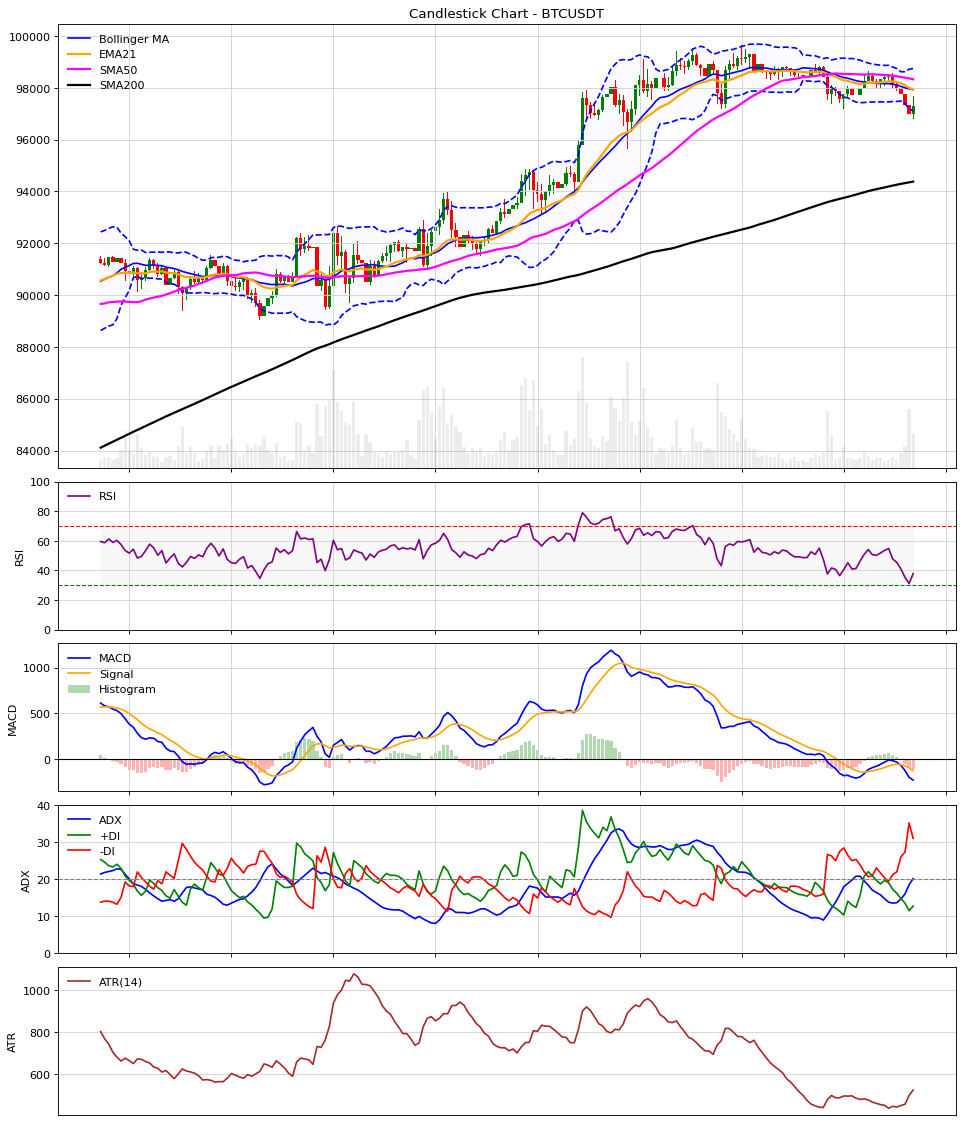 Candlestick Chart - BTCUSDT
100000
98000
96000
94000
92000
90000
88000
86000
84000
Bollinger MA
EMA21
SMA50
SMA200
100
80
60
40
20
0
RSI
RSI
1000
500
0
MACD
MACD
Signal
Histogram
40
30
20
10
0
ADX
ADX
+DI
-DI
1000
800
600
ATR
ATR(14)